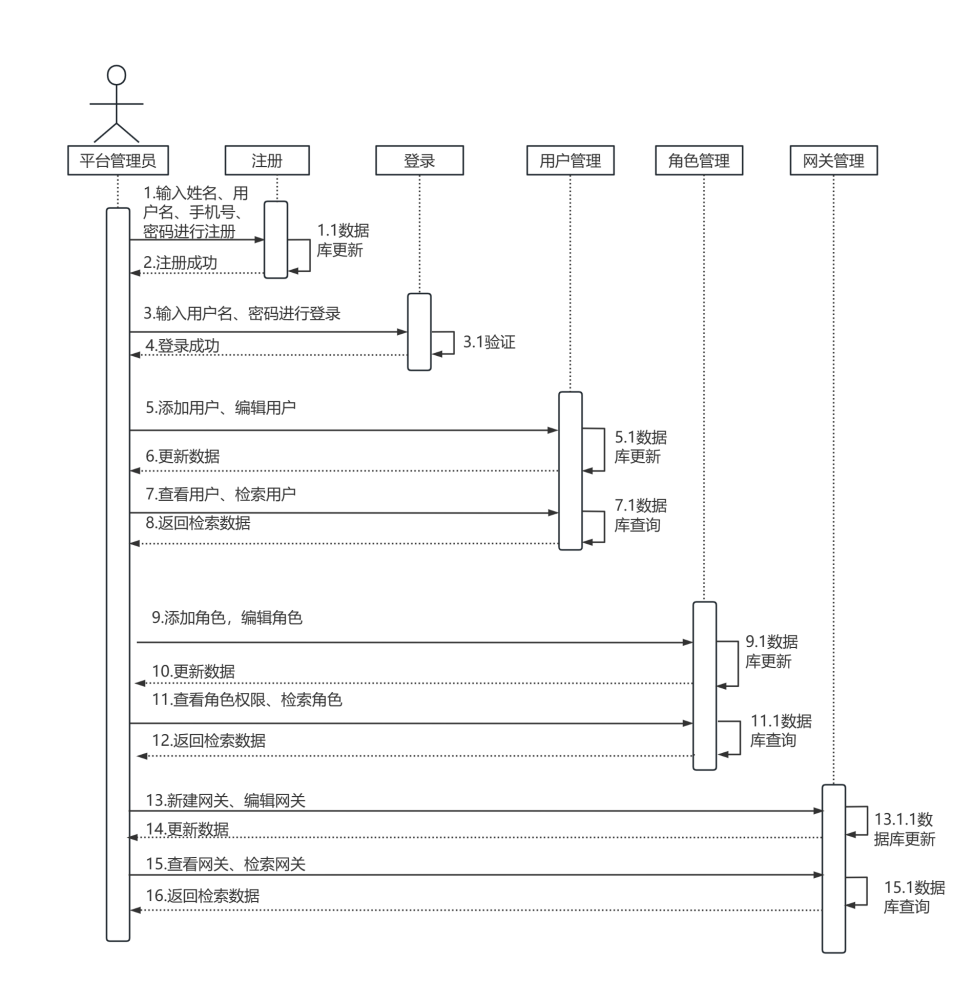 平台管理员
注册
登录
用户管理
角色管理
网关管理
1.输入姓名、用
户名、手机号、
密码进行注册
1.1数据
库更新
2.注册成功
3.输入用户名、密码进行登录
3.1验证
4.登录成功
5.添加用户、编辑用户
5.1数据
库更新
6.更新数据
7.查看用户、检索用户
7.1数据
库查询
8.返回检索数据
9.添加角色，编辑角色
9.1数据
库更新
10.更新数据
11.查看角色权限、检索角色
11.1数据
库查询
12.返回检索数据
13.新建网关、编辑网关
13.1.1数
据库更新
14.更新数据
15.查看网关、检索网关
15.1数据
库查询
16.返回检索数据